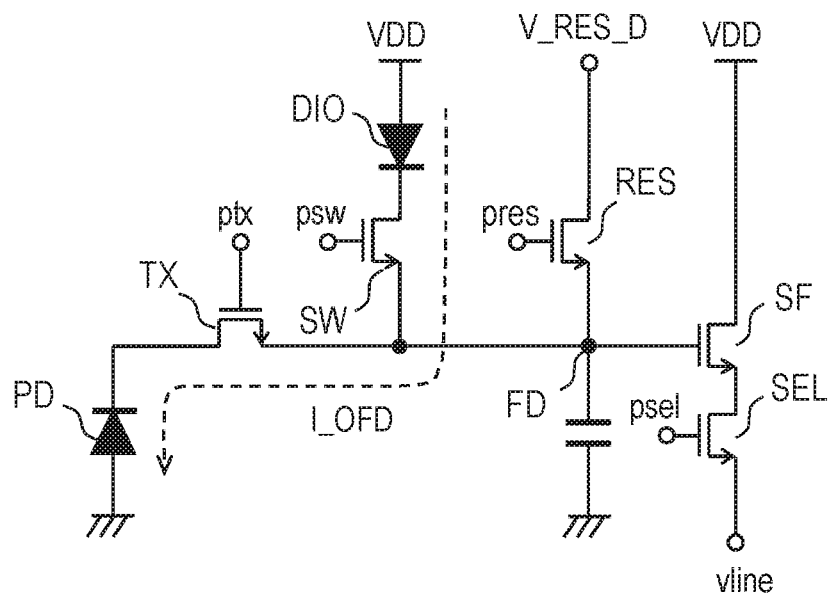 V_RES_D
VDD
VDD
DIO
RES
ptx
psw
pres
TX
SW
SF
PD
I_OFD
FD
psel
SEL
vline